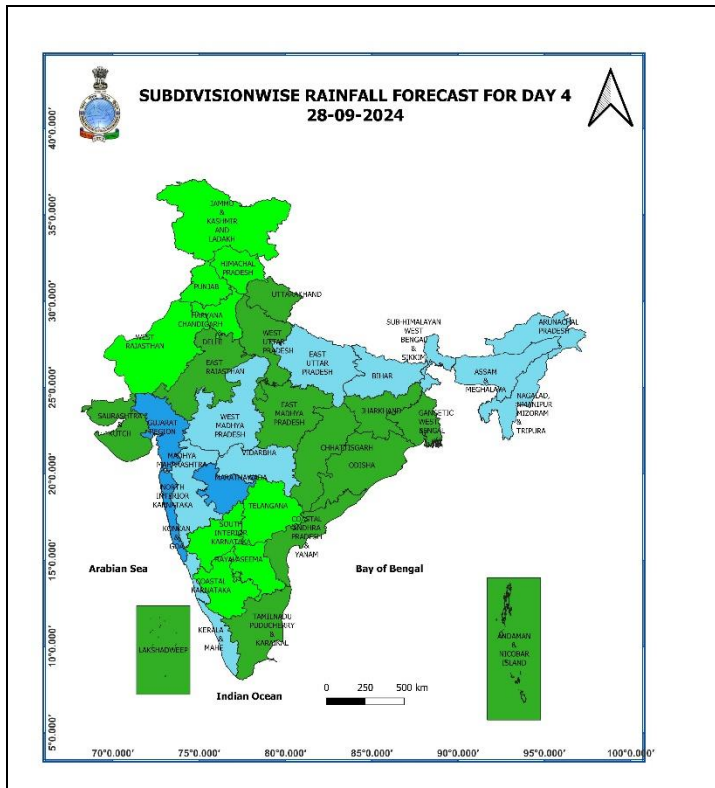 SUBDIVISIONWISE RAINFALL FORECAST FOR DAY 4
28-09-2024
40°0.000'
35°0.000'
30°0.000'
25°0.000'
20°0.000'
15°0.000'
10°0.000'
5°0.000'
JAMMU
&
KASHMIR
AND
LADAKH
HIMACHAL
PRADESH
PUNJAB
UTTARAKHAND
HARYANA
CHANDIGARH
DELHI
WEST
RAJASTHAN
WEST
UTTAR
PRADESH
EAST
RAJASTHAN
EAST
UTTAR
PRADESH
SUB-HIMALAYAN
WEST
BENGAL
&
SIKKIM
ARUNACHAL
PRADESH
BIHAR
ASSAM
&
MEGHALAYA
NAGALAD,
MANIPUR
MIZORAM
&
TRIPURA
SAURASHTRA
&
KUTCH
GUJARAT
REGION
WEST
MADHYA
PRADESH
EAST
MADHYA
PRADESH
JHARKHAND
GANGETIC
WEST
BENGAL
CHHATTISGARH
ODISHA
MADHYA
MAHARASHTRA
VIDARBHA
MARATHAWADA
NORTH
INTERIOR
KARNATAKA
KONKAN
&
GOA
TELANGANA
SOUTH
INTERIOR
KARNATAKA
COASTAL
ANDHRA
PRADESH
&
YANAM
RAYALASEEMA
COASTAL
KARNATAKA
Arabian Sea
Bay of Bengal
TAMILNADU
PUDUCHERRY
&
KARAIKAL
KERALA
&
MAHE
LAKSHADWEEP
ANDAMAN
&
NICOBAR
ISLAND
Indian Ocean
0 250 500 km
70°0.000' 75°0.000' 80°0.000' 85°0.000' 90°0.000' 95°0.000' 100°0.000'